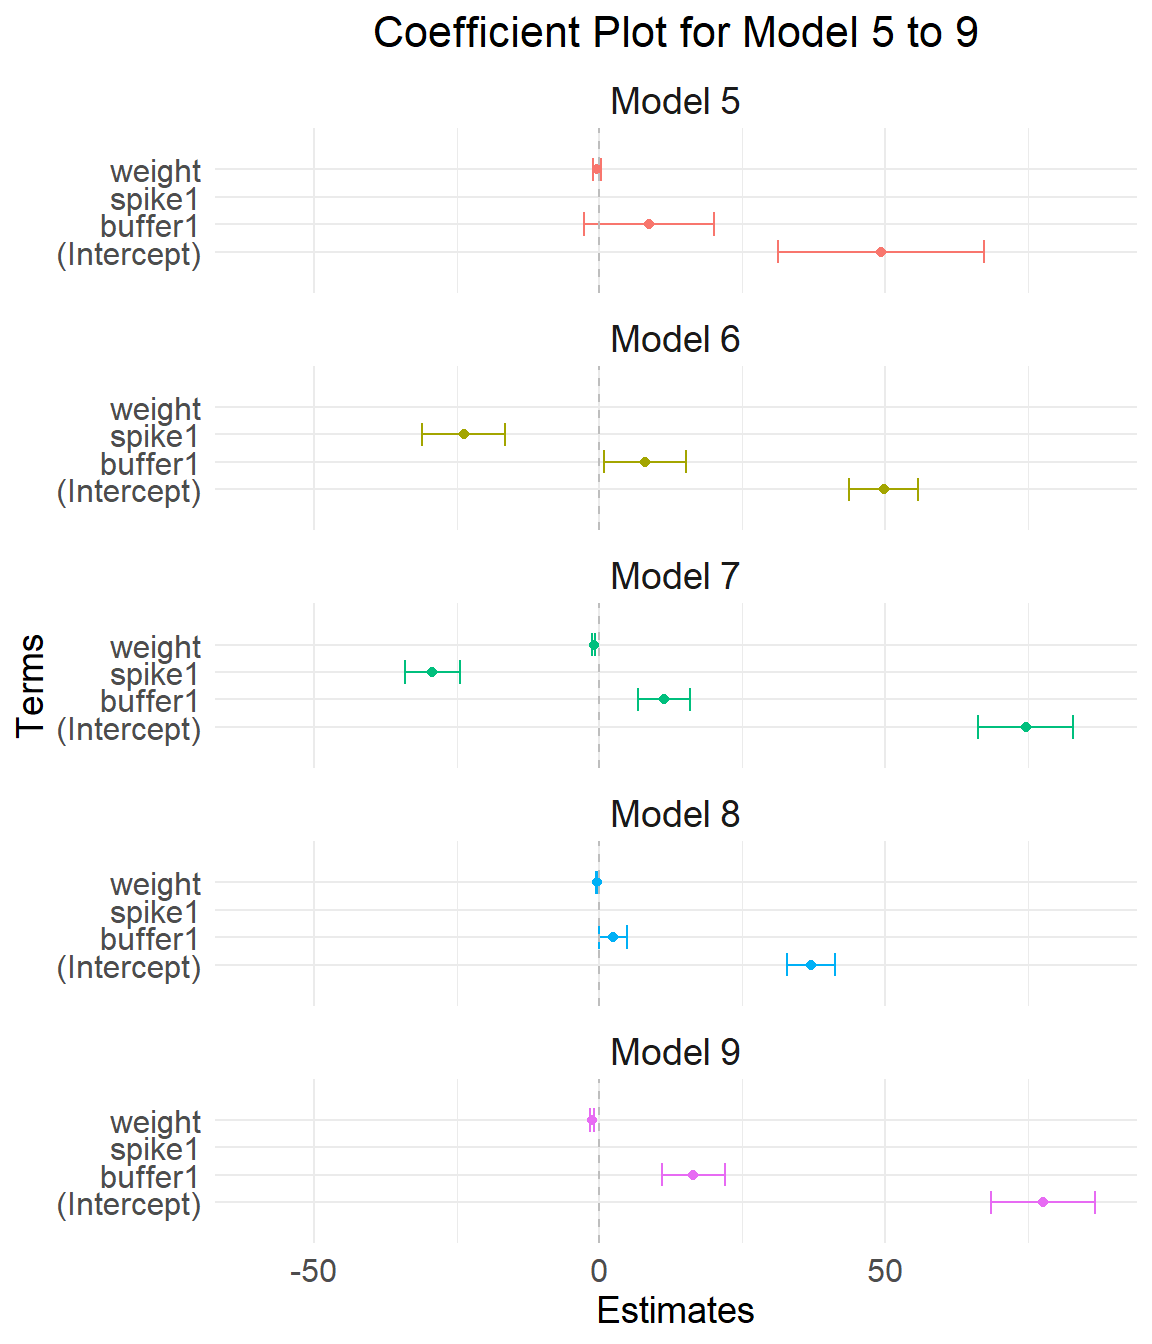 Coefficient Plot for Model 5 to 9
Model 5
weight
spike1
buffer1
(Intercept)
Model 6
weight
spike1
buffer1
(Intercept)
Model 7
weight
spike1
buffer1
(Intercept)
Terms
Model 8
weight
spike1
buffer1
(Intercept)
Model 9
weight
spike1
buffer1
(Intercept)
-50 0 50
Estimates